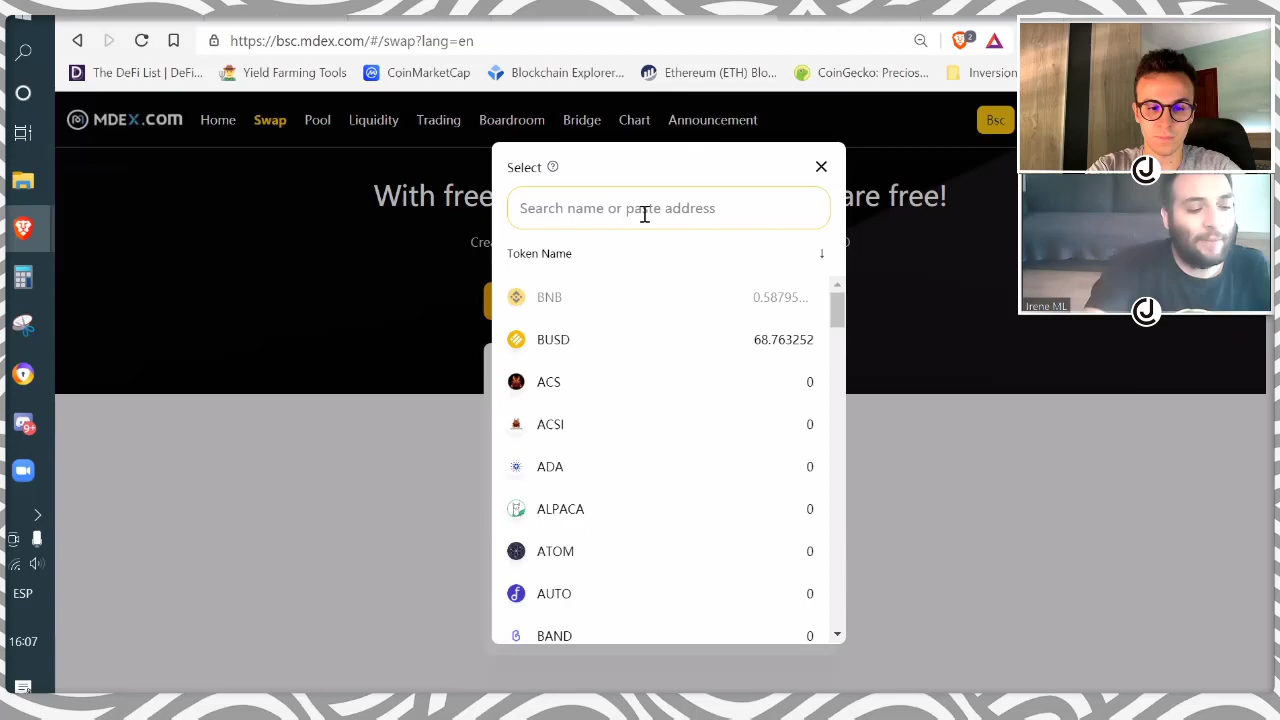 https://bsc.mdex.com/#/swap?lang=en
2
The DeFi List | DeFi...
Yield Farming Tools
CoinMarketCap
Blockchain Explorer...
Ethereum (ETH) Blo...
CoinGecko: Precios...
Inversion
MDEX.COM
Home
Swap
Pool
Liquidity
Trading
Boardroom
Bridge
Chart
Announcement
Bsc
With free
are free!
Select
Search name or paste address
Token Name
↓
BNB 0.58795...
BUSD 68.763252
ACS 0
ACSI 0
ADA 0
ALPACA 0
ATOM 0
AUTO 0
BAND 0
Irene ML
9+
ESP
16:07